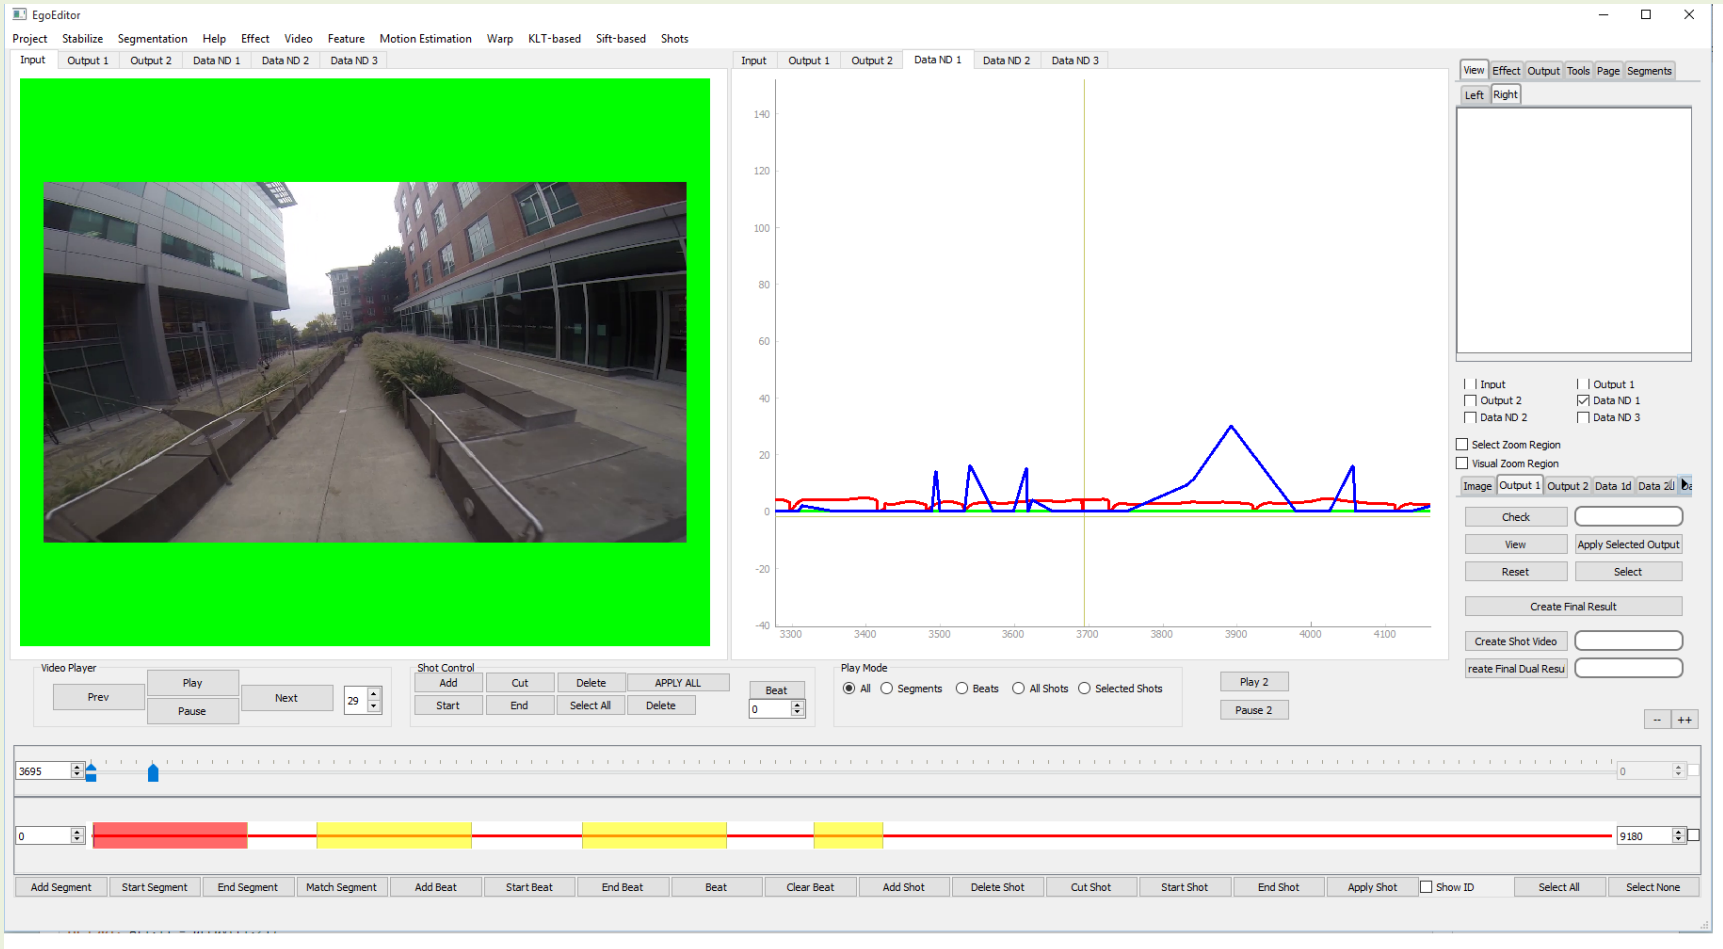 EgoEditor
Project Stabilize Segmentation Help Effect Video Feature Motion Estimation Warp KLT-based Sift-based Shots
Input Output 1 Output 2 Data ND 1 Data ND 2 Data ND 3
Input Output 1 Output 2 Data ND 1 Data ND 2 Data ND 3
View Effect Output Tools Page Segments
Left Right
140
120
100
80
60
40
20
0
-20
-40
3300 3400 3500 3600 3700 3800 3900 4000 4100
Input Output 1
Output 2 Data ND 1
Data ND 2 Data ND 3
Select Zoom Region
Visual Zoom Region
Image Output 1 Output 2 Data 1d Data 2
Check
View Apply Selected Output
Reset Select
Create Final Result
Create Shot Video
reate Final Dual Resu
Video Player
Prev Play Pause Next 29
Shot Control
Add Cut Delete APPLY ALL
Start End Select All Delete
Beat
0
Play Mode
All Segments Beats All Shots Selected Shots
Play 2
Pause 2
-- ++
3695 0
0 9180
Add Segment Start Segment End Segment Match Segment Add Beat Start Beat End Beat Beat Clear Beat Add Shot Delete Shot Cut Shot Start Shot End Shot Apply Shot Show ID Select All Select None